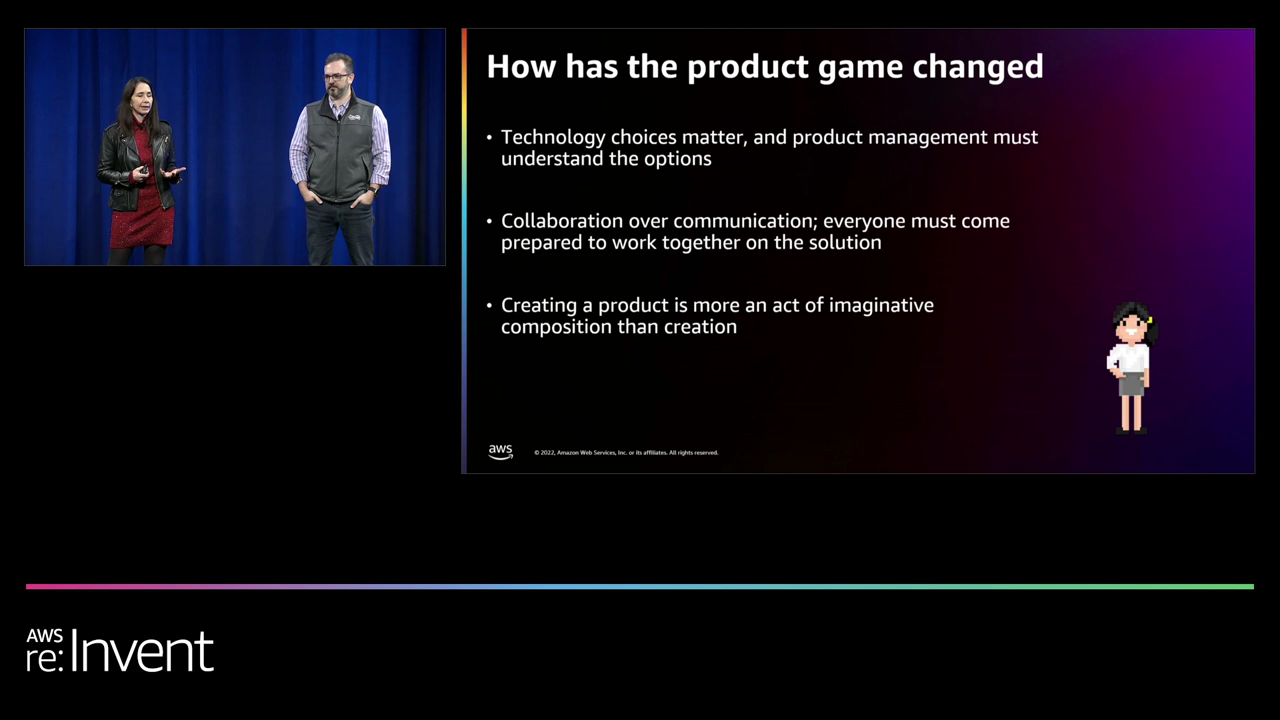 How has the product game changed
• Technology choices matter, and product management must
understand the options
• Collaboration over communication; everyone must come
prepared to work together on the solution
• Creating a product is more an act of imaginative
composition than creation
aws
© 2022, Amazon Web Services, Inc. or its affiliates. All rights reserved.
AWS
re:Invent